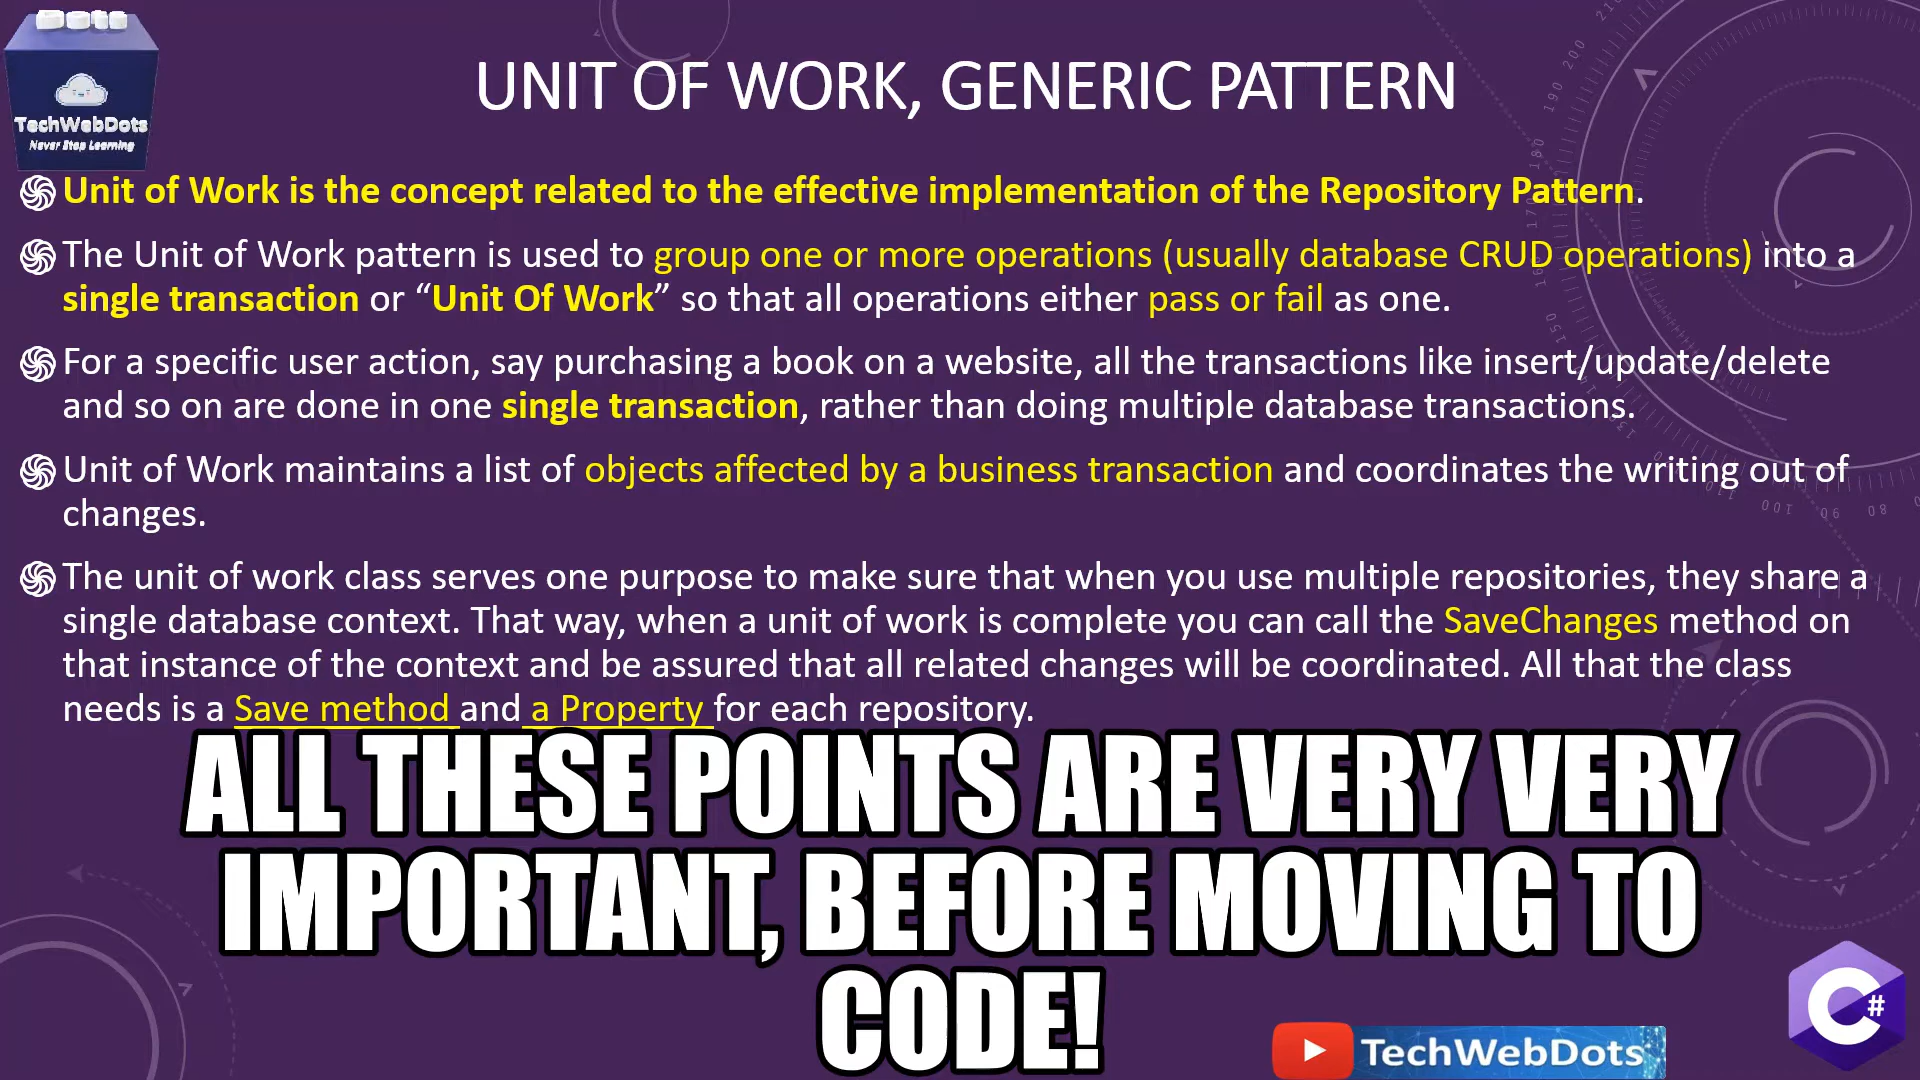 UNIT OF WORK, GENERIC PATTERN
TechWebDots
Never Stop Learning
Unit of Work is the concept related to the effective implementation of the Repository Pattern.
The Unit of Work pattern is used to group one or more operations (usually database CRUD operations) into a
single transaction or “Unit Of Work” so that all operations either pass or fail as one.
For a specific user action, say purchasing a book on a website, all the transactions like insert/update/delete
and so on are done in one single transaction, rather than doing multiple database transactions.
Unit of Work maintains a list of objects affected by a business transaction and coordinates the writing out of
changes.
The unit of work class serves one purpose to make sure that when you use multiple repositories, they share a
single database context. That way, when a unit of work is complete you can call the SaveChanges method on
that instance of the context and be assured that all related changes will be coordinated. All that the class
needs is a Save method and a Property for each repository.
ALL THESE POINTS ARE VERY VERY
IMPORTANT, BEFORE MOVING TO
CODE!
TechWebDots
C#